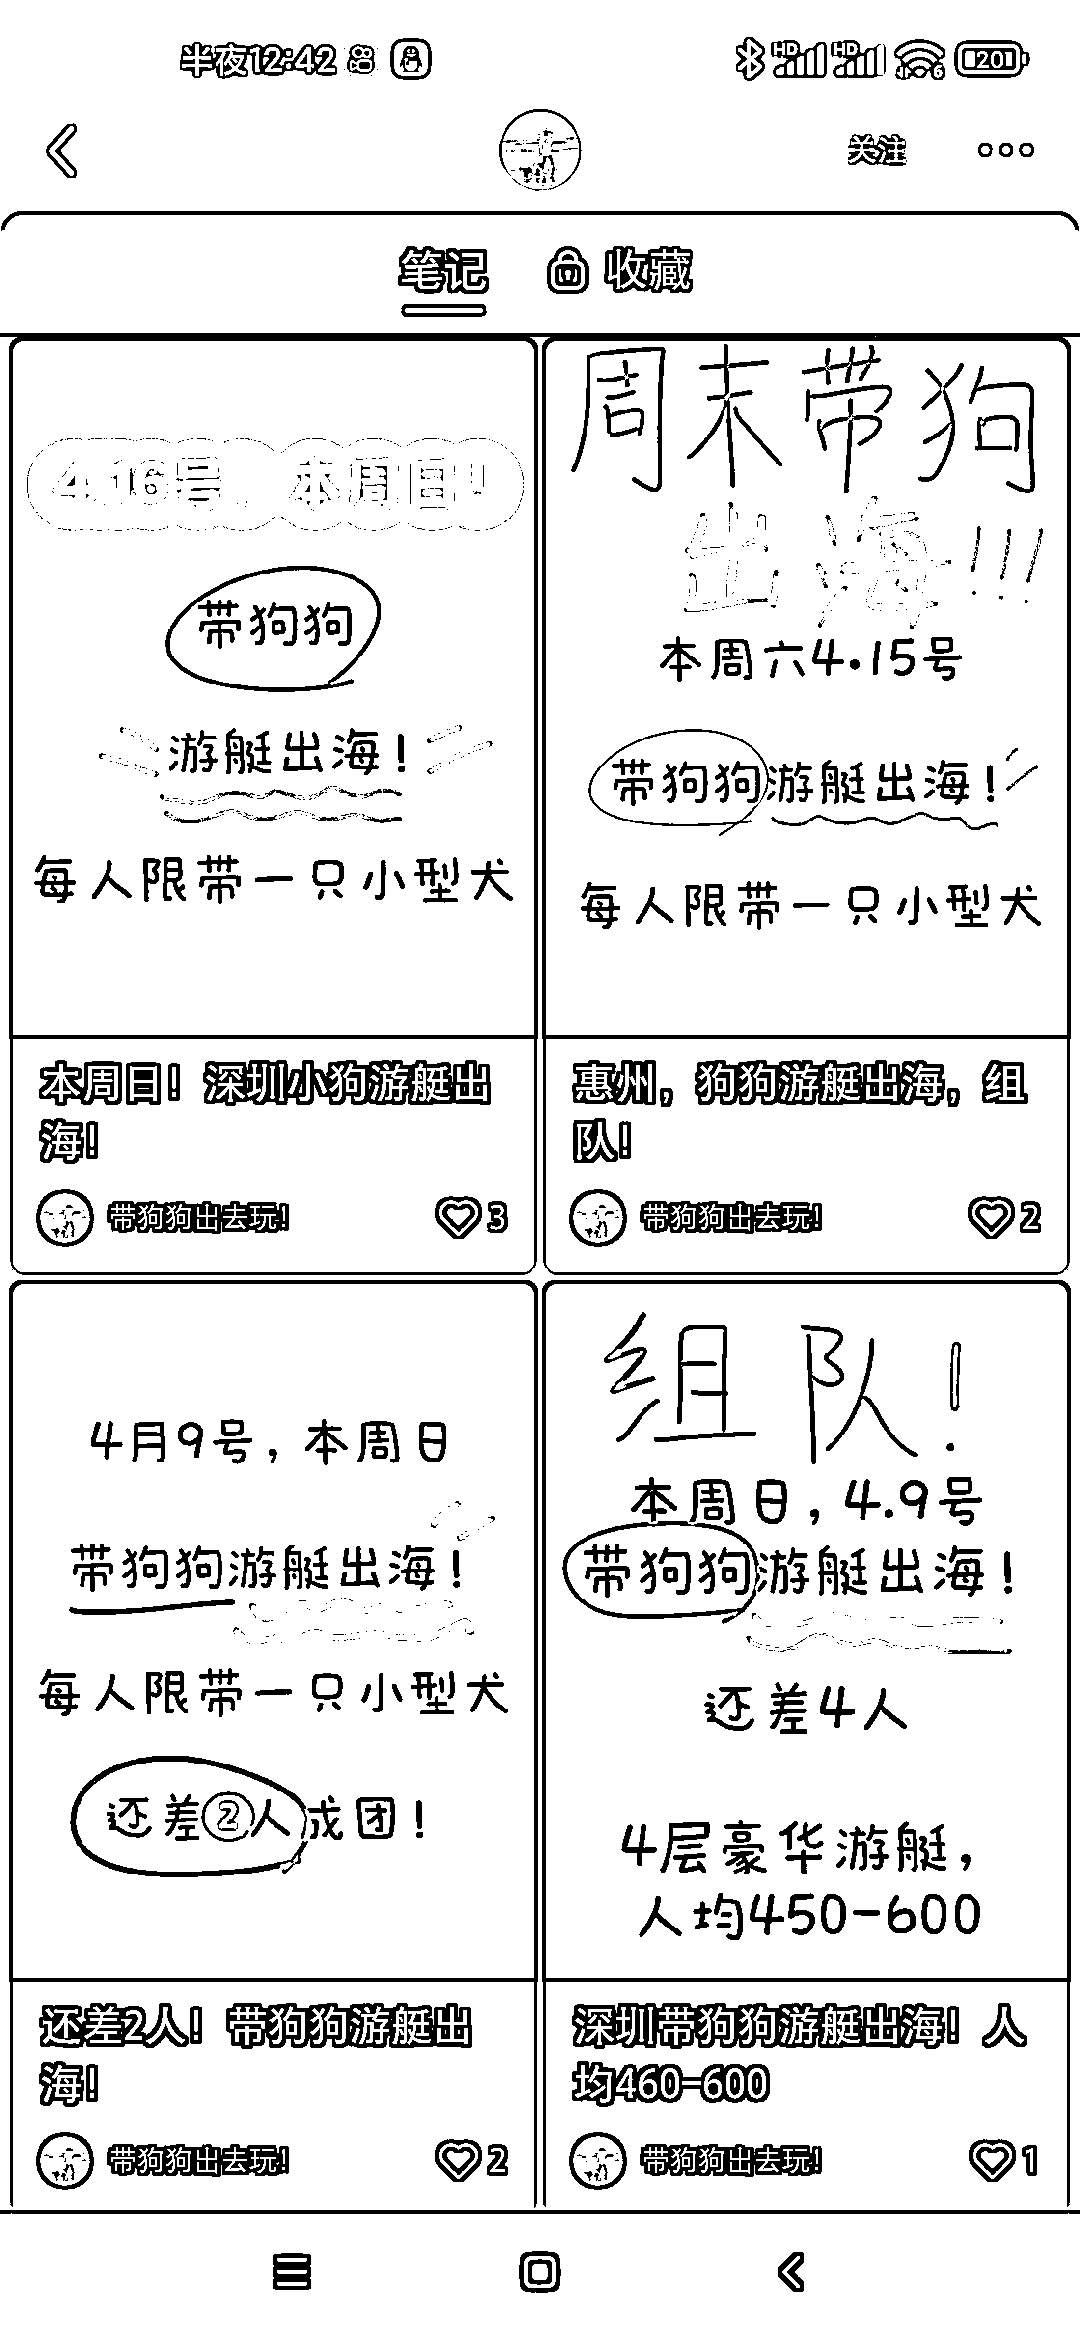 半夜12:42
HD HD 6 20
关注
笔记 收藏
4.16号，本周日！
带狗狗
游艇出海！
每人限带一只小型犬
本周日！深圳小狗游艇出
海！
带狗狗出去玩！ 3
周末带狗
出海!!!
本周六4.15号
带狗狗游艇出海！
每人限带一只小型犬
惠州，狗狗游艇出海，组
队！
带狗狗出去玩！ 2
4月9号，本周日
带狗狗游艇出海！
每人限带一只小型犬
还差②人成团！
还差2人！带狗狗游艇出
海！
带狗狗出去玩！ 2
组队！
本周日，4.9号
带狗狗游艇出海！
还差4人
4层豪华游艇，
人均450-600
深圳带狗狗游艇出海！人
均460-600
带狗狗出去玩！ 1